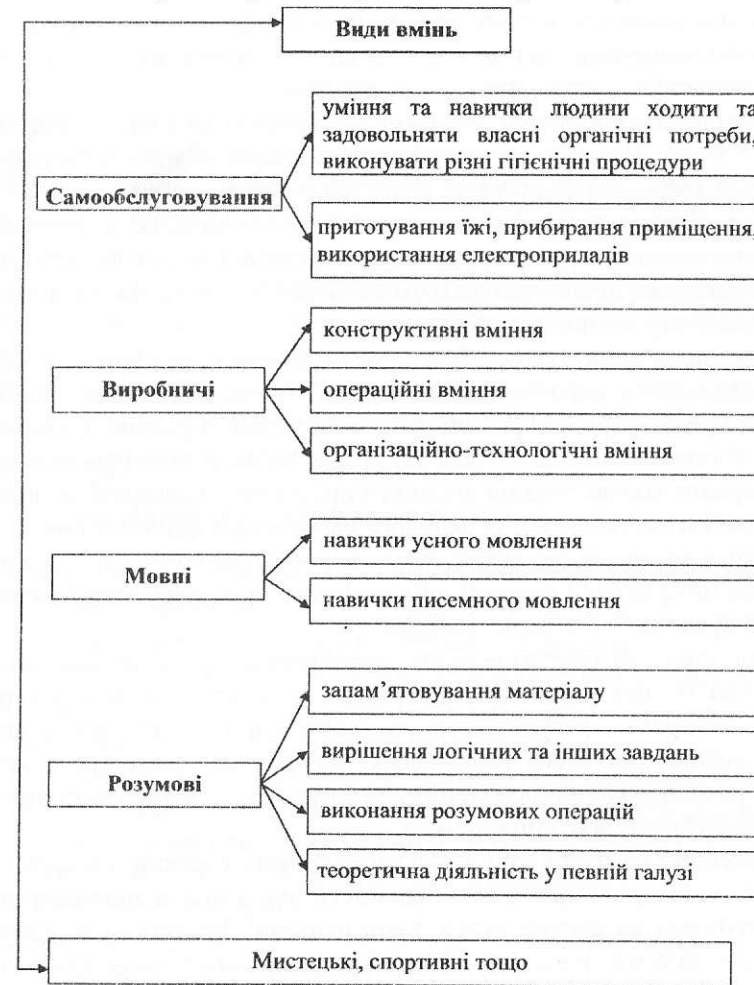 Види вмінь
уміння та навички людини ходити та
задовольняти власні органічні потреби,
виконувати різні гігієнічні процедури
Самообслуговування
приготування їжі, прибирання приміщення,
використання електроприладів
конструктивні вміння
Виробничі
операційні вміння
організаційно-технологічні вміння
навички усного мовлення
Мовні
навички писемного мовлення
запам’ятовування матеріалу
вирішення логічних та інших завдань
Розумові
виконання розумових операцій
теоретична діяльність у певній галузі
Мистецькі, спортивні тощо